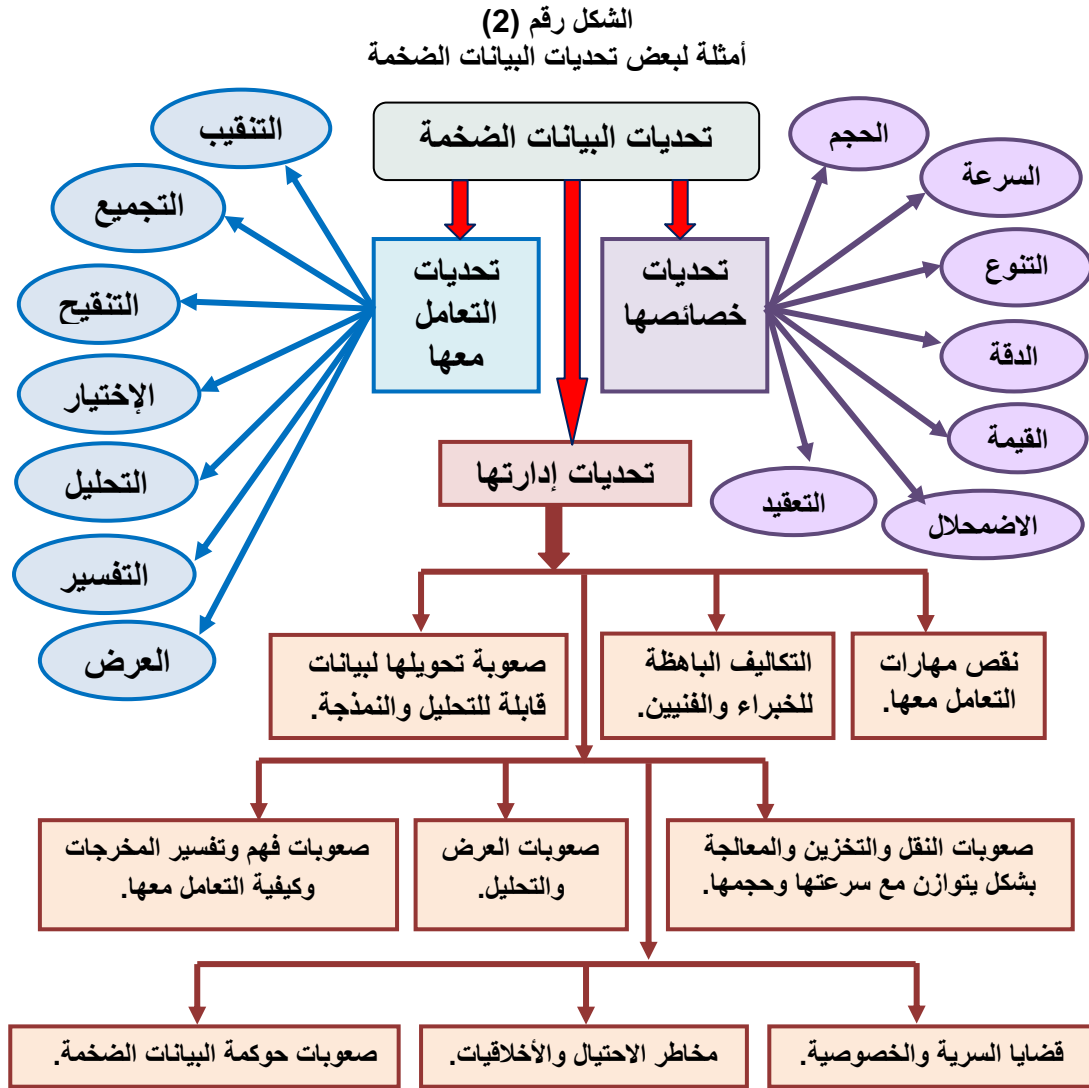 الشكل رقم (2)
أمثلة لبعض تحديات البيانات الضخمة
تحديات البيانات الضخمة
تحديات
خصائصها
الحجم
السرعة
التنوع
الدقة
القيمة
الاضمحلال
التعقيد
تحديات
التعامل
معها
التنقيب
التجميع
التنقيح
الإختيار
التحليل
التفسير
العرض
تحديات إدارتها
نقص مهارات
التعامل معها.
التكاليف الباهظة
للخبراء والفنيين.
صعوبة تحويلها لبيانات
قابلة للتحليل والنمذجة.
صعوبات النقل والتخزين والمعالجة
بشكل يتوازن مع سرعتها وحجمها.
صعوبات العرض
والتحليل.
صعوبات فهم وتفسير المخرجات
وكيفية التعامل معها.
قضايا السرية والخصوصية.
مخاطر الاحتيال والأخلاقيات.
صعوبات حوكمة البيانات الضخمة.